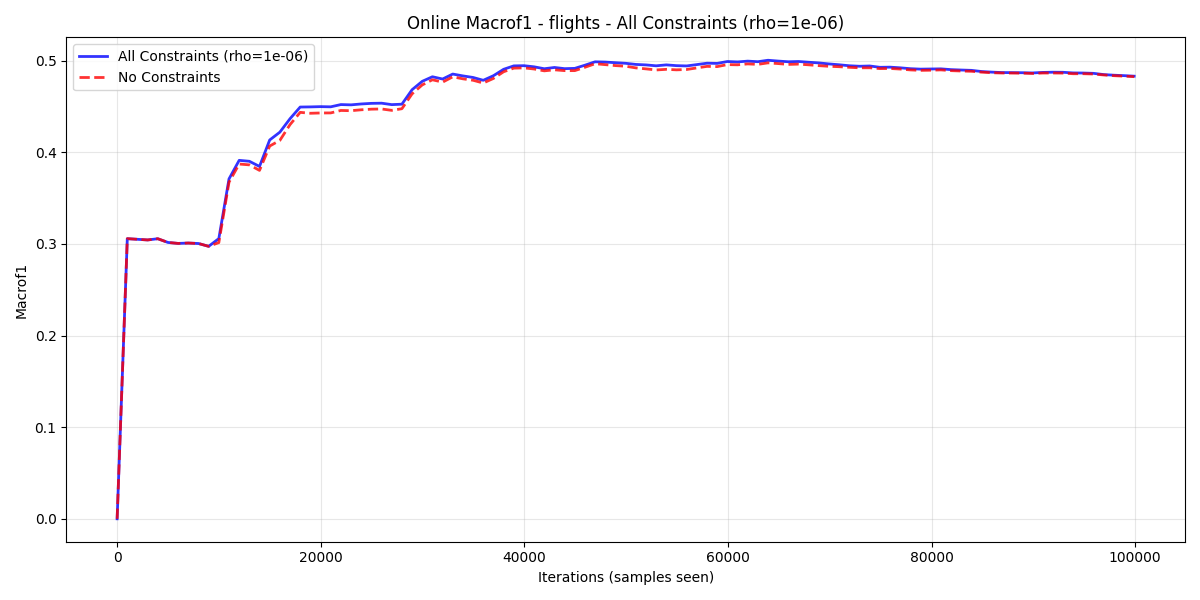 Online Macrof1 - flights - All Constraints (rho=1e-06)
All Constraints (rho=1e-06)
No Constraints
Macrof1
0.5
0.4
0.3
0.2
0.1
0.0
0 20000 40000 60000 80000 100000
Iterations (samples seen)